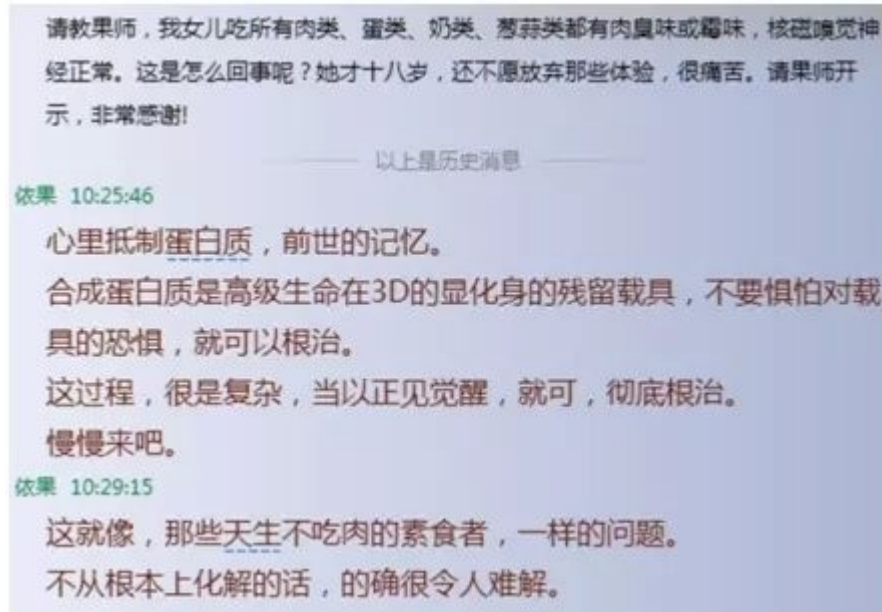 请教果师，我女儿吃所有肉类、蛋类、奶类、葱蒜类都有肉臭味或霉味，核磁嗅觉神
经正常。这是怎么回事呢？她才十八岁，还不愿放弃那些体验，很痛苦。请果师开
示，非常感谢!
以上是历史消息
依果 10:25:46
心里抵制蛋白质，前世的记忆。
合成蛋白质是高级生命在3D的显化身的残留载具，不要惧怕对载
具的恐惧，就可以根治。
这过程，很是复杂，当以正见觉醒，就可，彻底根治。
慢慢来吧。
依果 10:29:15
这就像，那些天生不吃肉的素食者，一样的问题。
不从根本上化解的话，的确很令人难解。